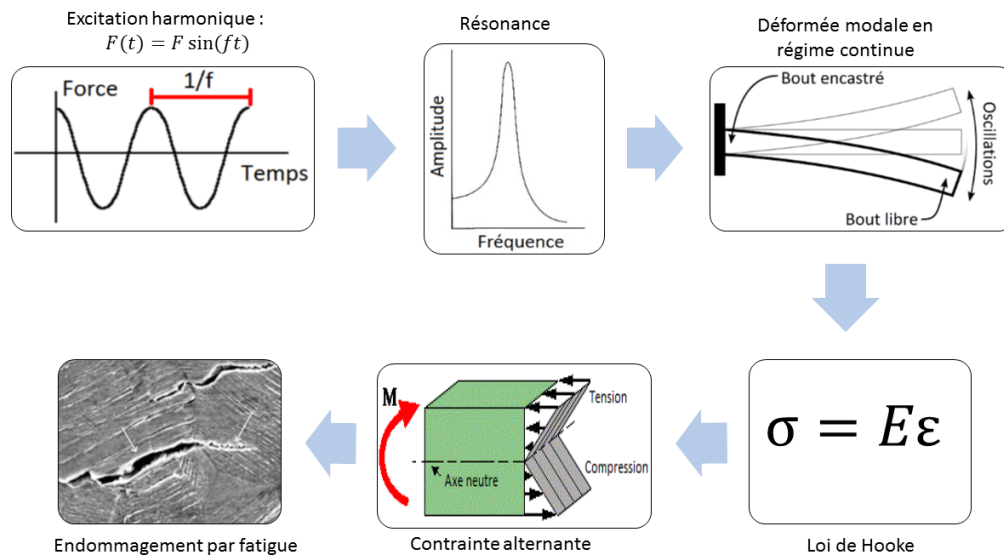 Excitation harmonique :
F(t) = F sin(ft)
Force
1/f
Temps
Résonance
Amplitude
Fréquence
Déformée modale en
régime continue
Bout encastré
Oscillations
Bout libre
Endommagement par fatigue
M
Tension
Compression
Axe neutre
Contrainte alternante
σ = Eε
Loi de Hooke